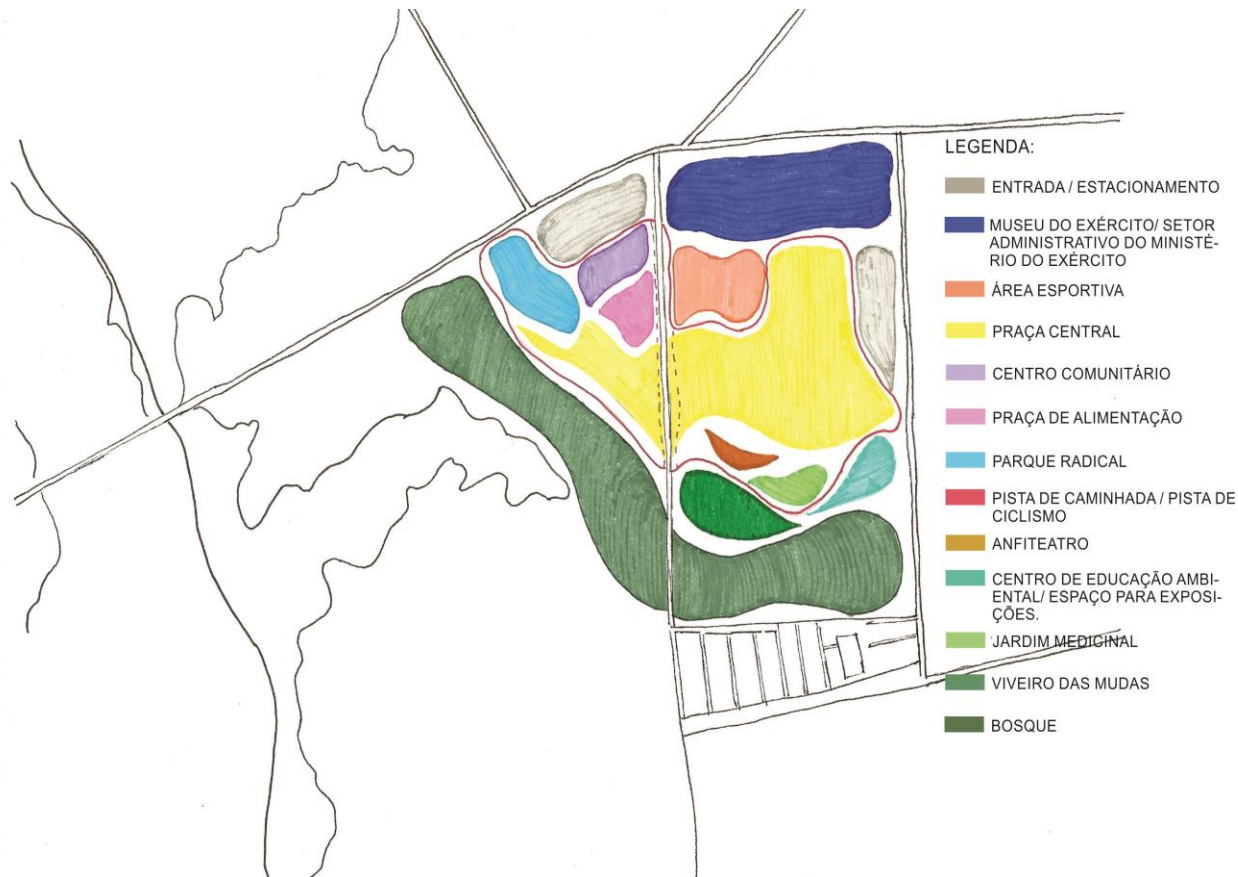 LEGENDA:
ENTRADA / ESTACIONAMENTO
MUSEU DO EXÉRCITO/ SETOR
ADMINISTRATIVO DO MINISTÉ-
RIO DO EXÉRCITO
ÁREA ESPORTIVA
PRAÇA CENTRAL
CENTRO COMUNITÁRIO
PRAÇA DE ALIMENTAÇÃO
PARQUE RADICAL
PISTA DE CAMINHADA / PISTA DE
CICLISMO
ANFITEATRO
CENTRO DE EDUCAÇÃO AMBI-
ENTAL/ ESPAÇO PARA EXPOSI-
ÇÕES.
JARDIM MEDICINAL
VIVEIRO DAS MUDAS
BOSQUE